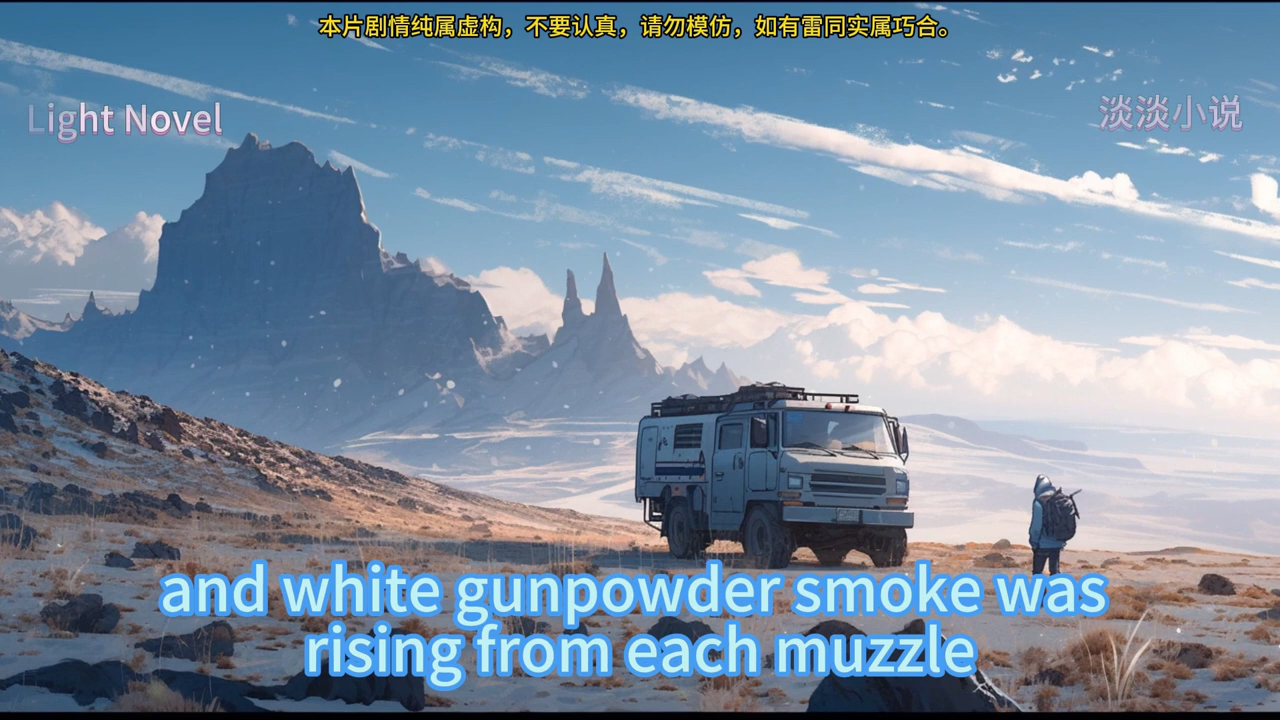 本片剧情纯属虚构，不要认真，请勿模仿，如有雷同实属巧合。
Light Novel
淡淡小说
and white gunpowder smoke was
rising from each muzzle